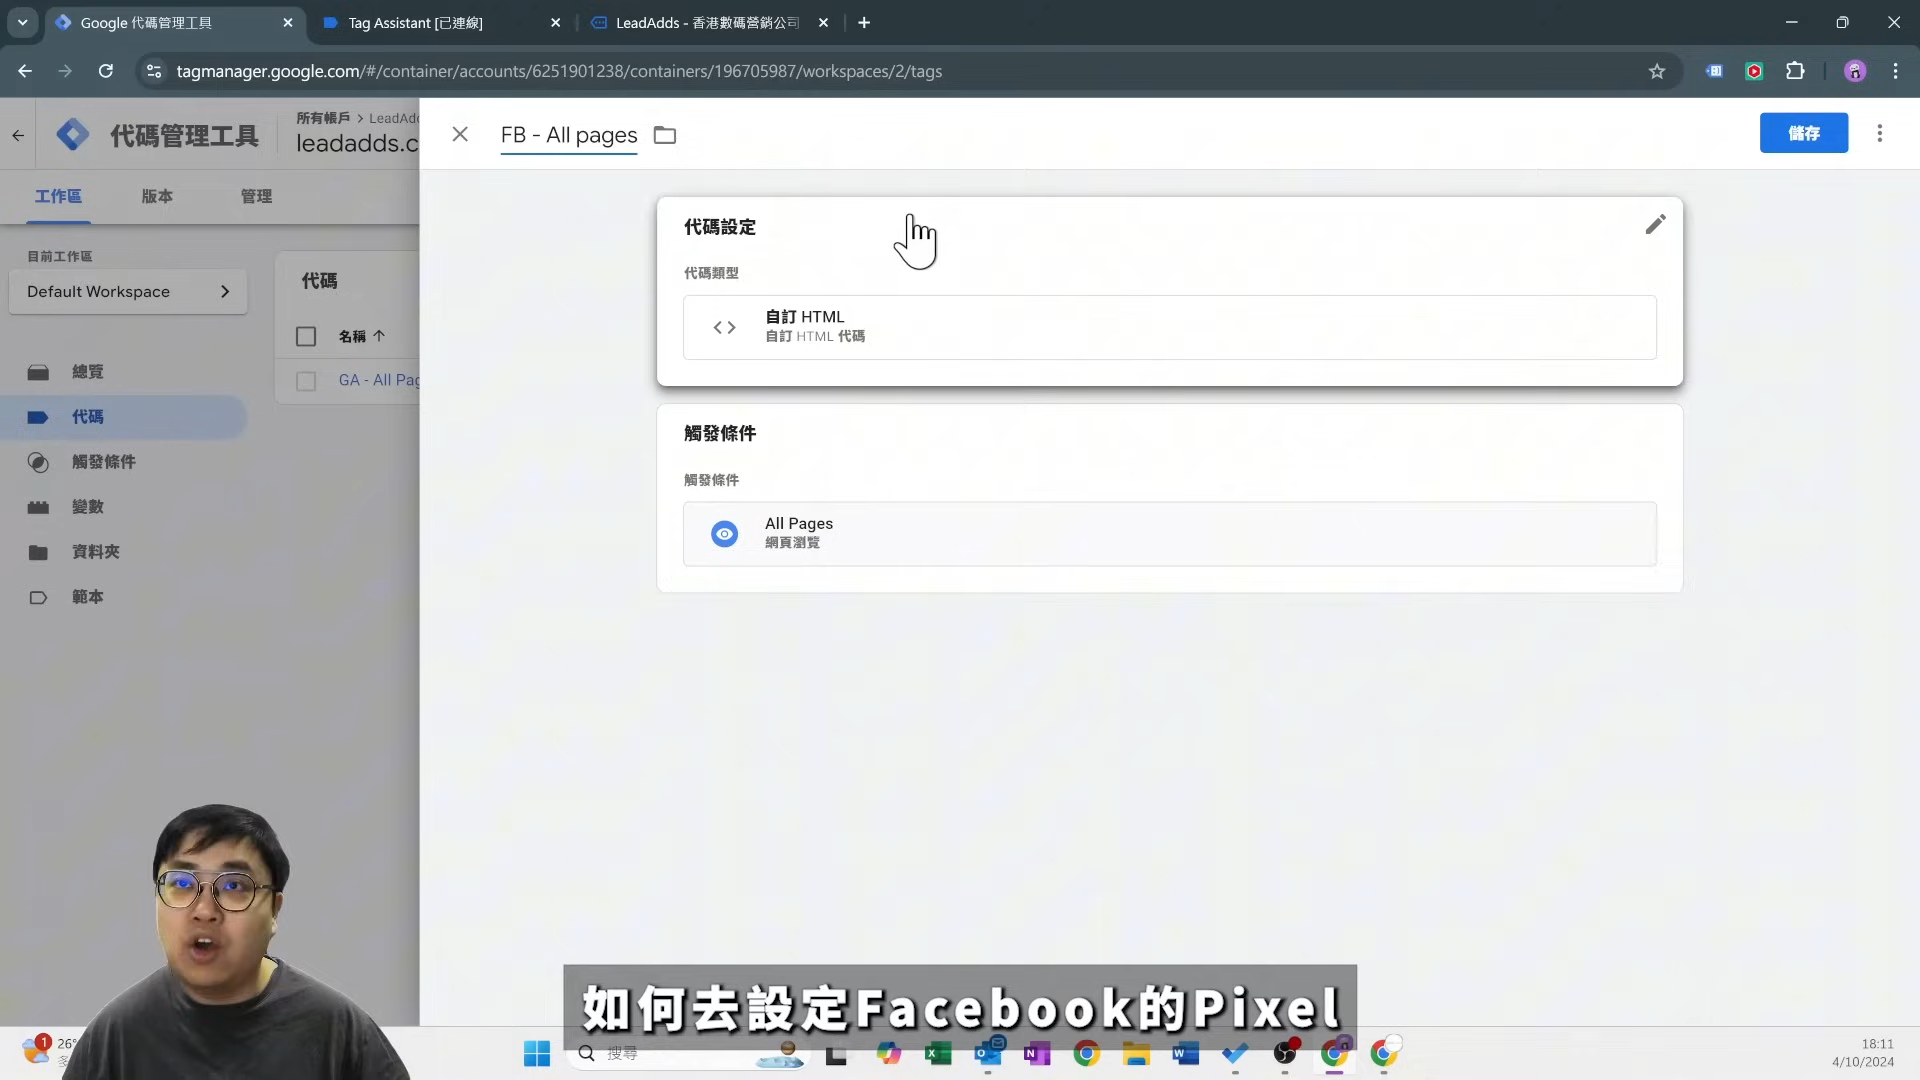 Google 代碼管理工具
Tag Assistant [已連線]
LeadAdds - 香港數碼營銷公司
tagmanager.google.com/#/container/accounts/6251901238/containers/196705987/workspaces/2/tags
代碼管理工具
所有帳戶 > LeadAdd
leadadds.c
FB - All pages
儲存
工作區
版本
管理
目前工作區
Default Workspace
總覽
代碼
觸發條件
變數
資料夾
範本
代碼
名稱
GA - All Pag
代碼設定
代碼類型
自訂 HTML
自訂 HTML 代碼
觸發條件
觸發條件
All Pages
網頁瀏覽
如何去設定Facebook的Pixel
1
26°
多
搜尋
18:11
4/10/2024